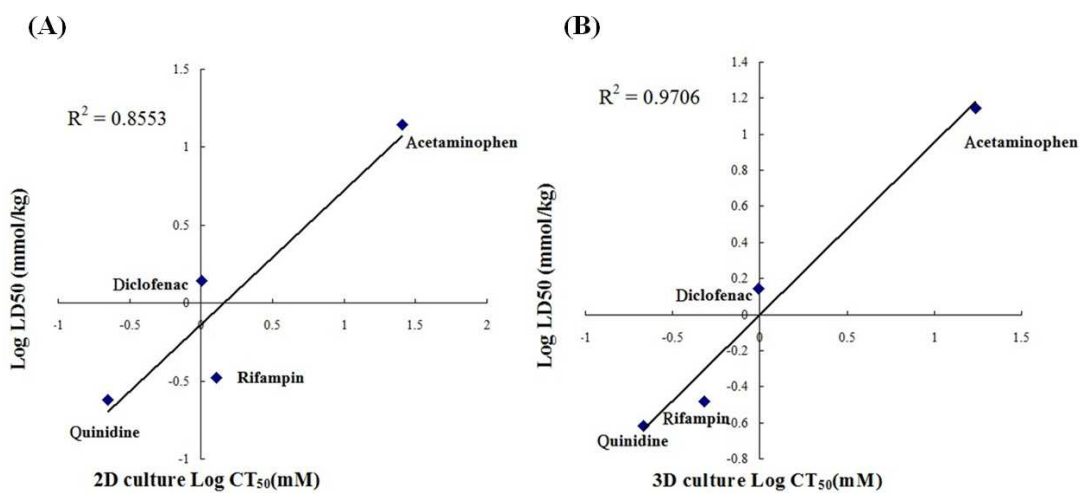 (A)
R² = 0.8553
1.5
1
0.5
0
-0.5
-1
-1
-0.5
0
0.5
1
1.5
2
Acetaminophen
Diclofenac
Rifampin
Quinidine
Log LD50 (mmol/kg)
2D culture Log CT₅₀(mM)
(B)
R² = 0.9706
1.4
1.2
1
0.8
0.6
0.4
0.2
0
-0.2
-0.4
-0.6
-0.8
-1
-0.5
0
0.5
1
1.5
Acetaminophen
Diclofenac
Rifampin
Quinidine
Log LD50 (mmol/kg)
3D culture Log CT₅₀(mM)